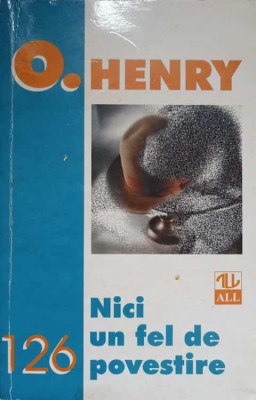 O. HENRY
ALL
Nici
un fel de
126 povestire